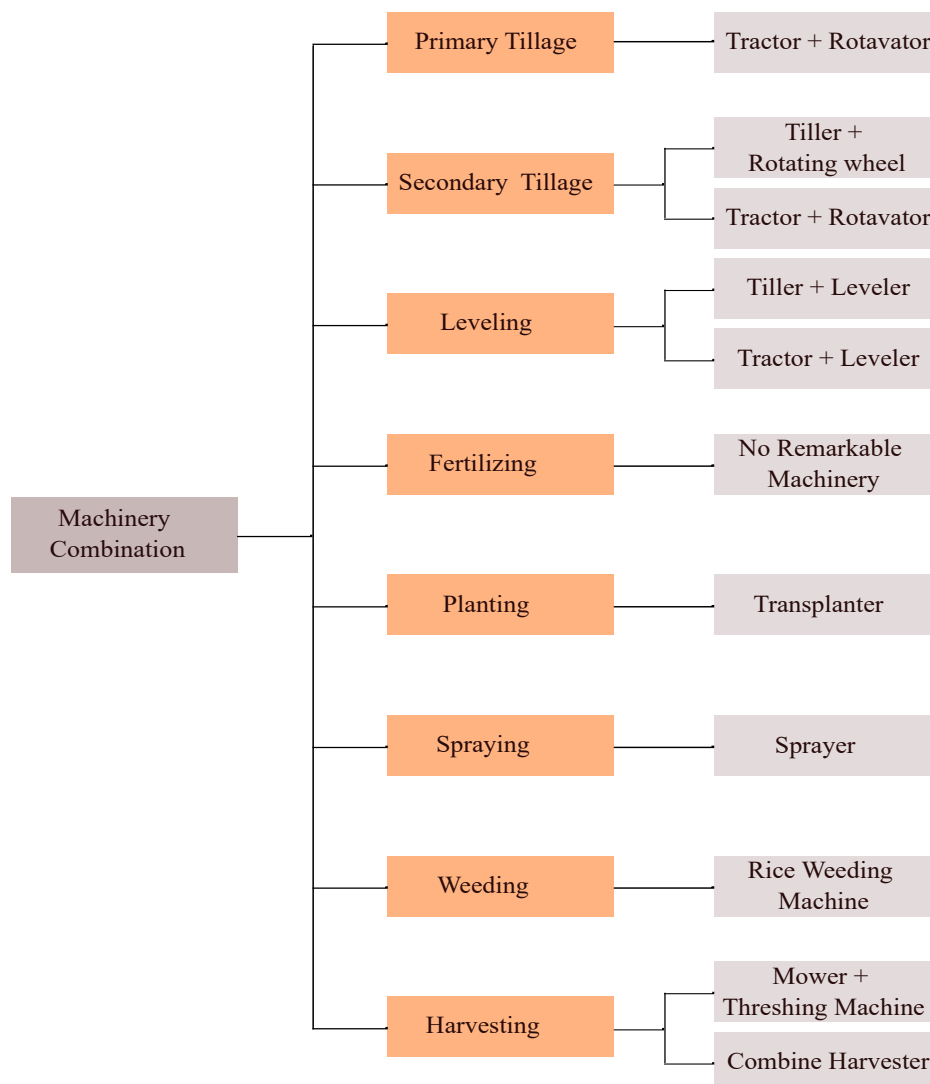 Primary Tillage
Tractor + Rotavator
Secondary Tillage
Tiller +
Rotating wheel
Tractor + Rotavator
Leveling
Tiller + Leveler
Tractor + Leveler
Fertilizing
No Remarkable
Machinery
Machinery
Combination
Planting
Transplanter
Spraying
Sprayer
Weeding
Rice Weeding
Machine
Harvesting
Mower +
Threshing Machine
Combine Harvester